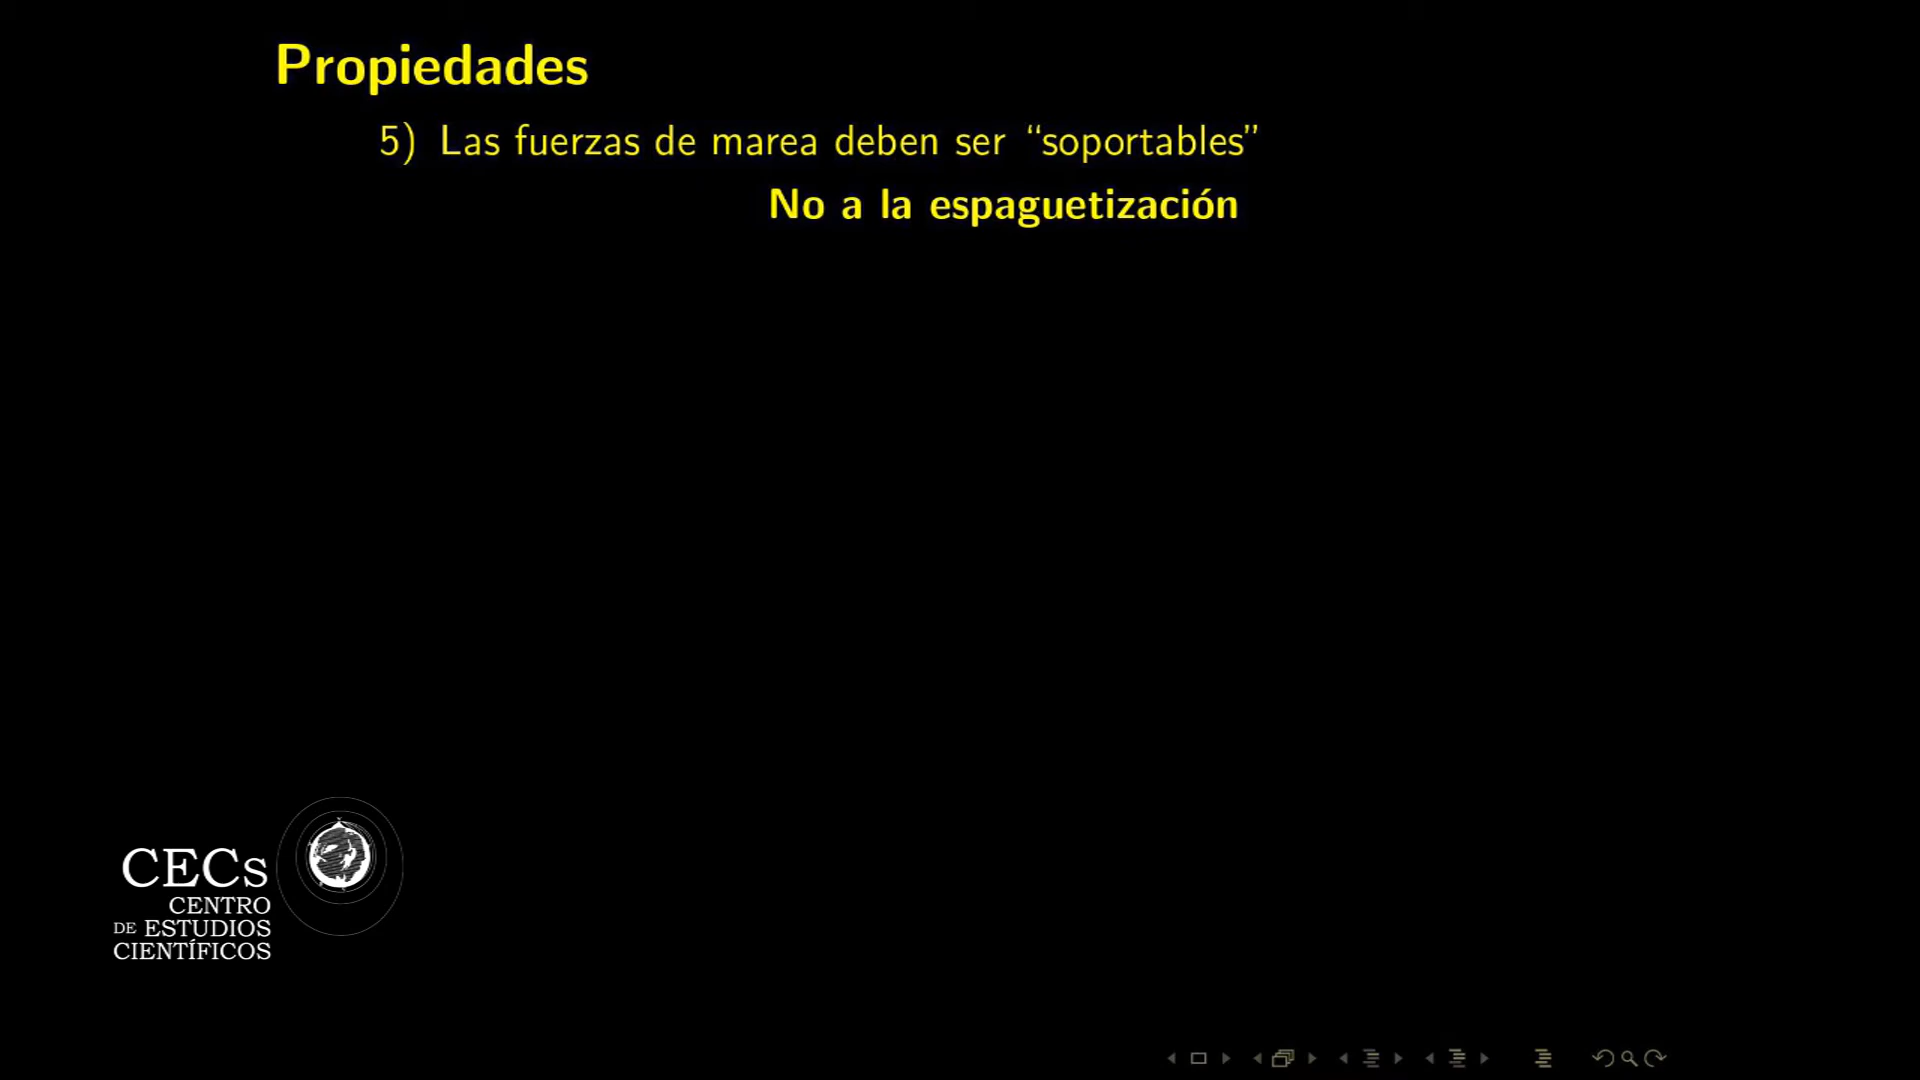 Propiedades
5) Las fuerzas de marea deben ser “soportables”
No a la espaguetización
CECs
CENTRO
DE ESTUDIOS
CIENTÍFICOS